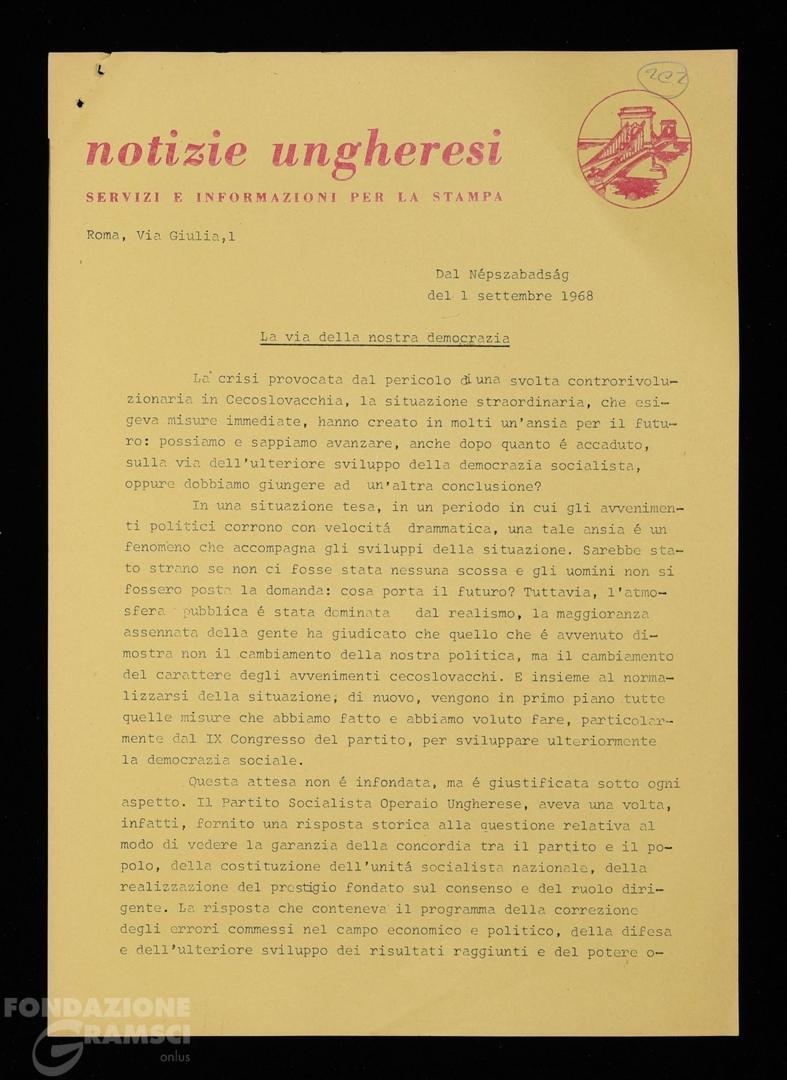 202
notizie ungheresi
SERVIZI E INFORMAZIONI PER LA STAMPA
Roma, Via Giulia,1
Dal Népszabadság
del 1 settembre 1968
La via della nostra democrazia
La crisi provocata dal pericolo di una svolta controrivolu-
zionaria in Cecoslovacchia, la situazione straordinaria, che esi-
geva misure immediate, hanno creato in molti un'ansia per il futu-
ro: possiamo e sappiamo avanzare, anche dopo quanto é accaduto,
sulla via dell'ulteriore sviluppo della democrazia socialista,
oppure dobbiamo giungere ad un'altra conclusione?
In una situazione tesa, in un periodo in cui gli avvenimen-
ti politici corrono con velocitá drammatica, una tale ansia é un
fenomeno che accompagna gli sviluppi della situazione. Sarebbe sta-
to strano se non ci fosse stata nessuna scossa e gli uomini non si
fossero posta la domanda: cosa porta il futuro? Tuttavia, l'atmo-
sfera pubblica é stata dominata dal realismo, la maggioranza
assennata della gente ha giudicato che quello che é avvenuto di-
mostra non il cambiamento della nostra politica, ma il cambiamento
del carattere degli avvenimenti cecoslovacchi. E insieme al norma-
lizzarsi della situazione, di nuovo, vengono in primo piano tutte
quelle misure che abbiamo fatto e abbiamo voluto fare, particolar-
mente dal IX Congresso del partito, per sviluppare ulteriormente
la democrazia sociale.
Questa attesa non é infondata, ma é giustificata sotto ogni
aspetto. Il Partito Socialista Operaio Ungherese, aveva una volta,
infatti, fornito una risposta storica alla questione relativa al
modo di vedere la garanzia della concordia tra il partito e il po-
polo, della costituzione dell'unitá socialista nazionale, della
realizzazione del prestigio fondato sul consenso e del ruolo diri-
gente. La risposta che conteneva il programma della correzione
degli errori commessi nel campo economico e politico, della difesa
e dell'ulteriore sviluppo dei risultati raggiunti e del potere o-
FONDAZIONE
GRAMSCI
onlus